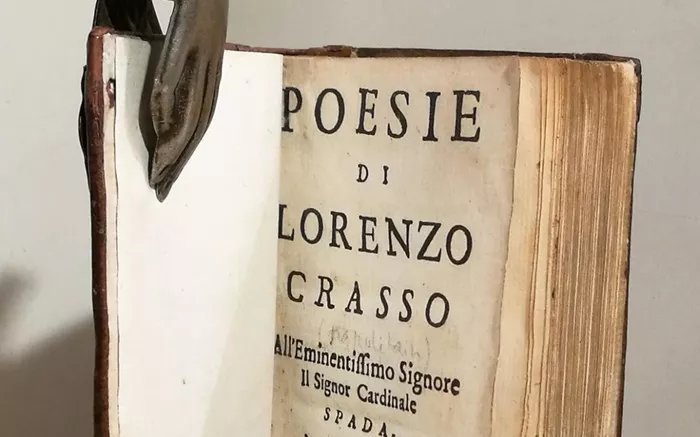 POESIE
DI
LORENZO
CRASSO
All'Eminentiſſimo Signore
Il Signor Cardinale
SPADA.